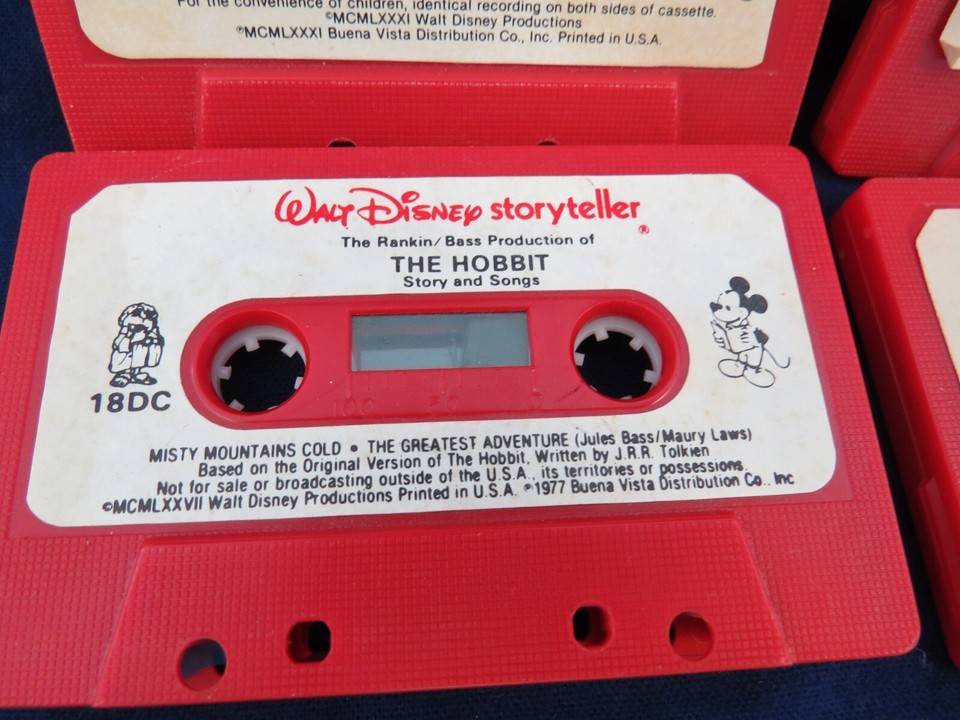 For the convenience of children, identical recording on both sides of cassette.
©MCMLXXXI Walt Disney Productions
℗MCMLXXXI Buena Vista Distribution Co., Inc. Printed in U.S.A.
WALT DISNEY storyteller®
The Rankin/Bass Production of
THE HOBBIT
Story and Songs
18DC
100 50 0
MISTY MOUNTAINS COLD • THE GREATEST ADVENTURE (Jules Bass/Maury Laws)
Based on the Original Version of The Hobbit, Written by J.R.R. Tolkien
Not for sale or broadcasting outside of the U.S.A., its territories or possessions.
©MCMLXXVII Walt Disney Productions Printed in U.S.A. ℗1977 Buena Vista Distribution Co., Inc